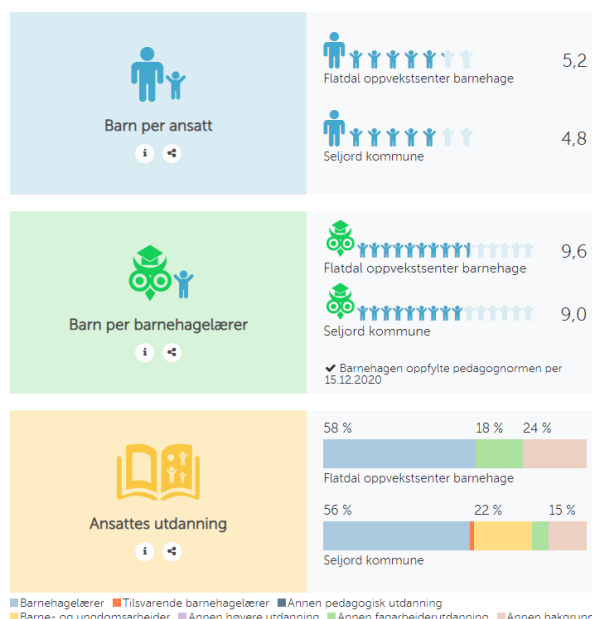 Barn per ansatt
i
5,2
Flatdal oppvekstsenter barnehage
4,8
Seljord kommune
Barn per barnehagelærer
i
9,6
Flatdal oppvekstsenter barnehage
9,0
Seljord kommune
Barnehagen oppfylte pedagognormen per
15.12.2020
Ansattes utdanning
i
58 % 18 % 24 %
Flatdal oppvekstsenter barnehage
56 % 22 % 15 %
Seljord kommune
Barnehagelærer Tilsvarende barnehagelærer Annen pedagogisk utdanning
Barne- og ungdomsarbeider Annen høyere utdanning Annen fagarbeiderutdanning Annen bakgrunn